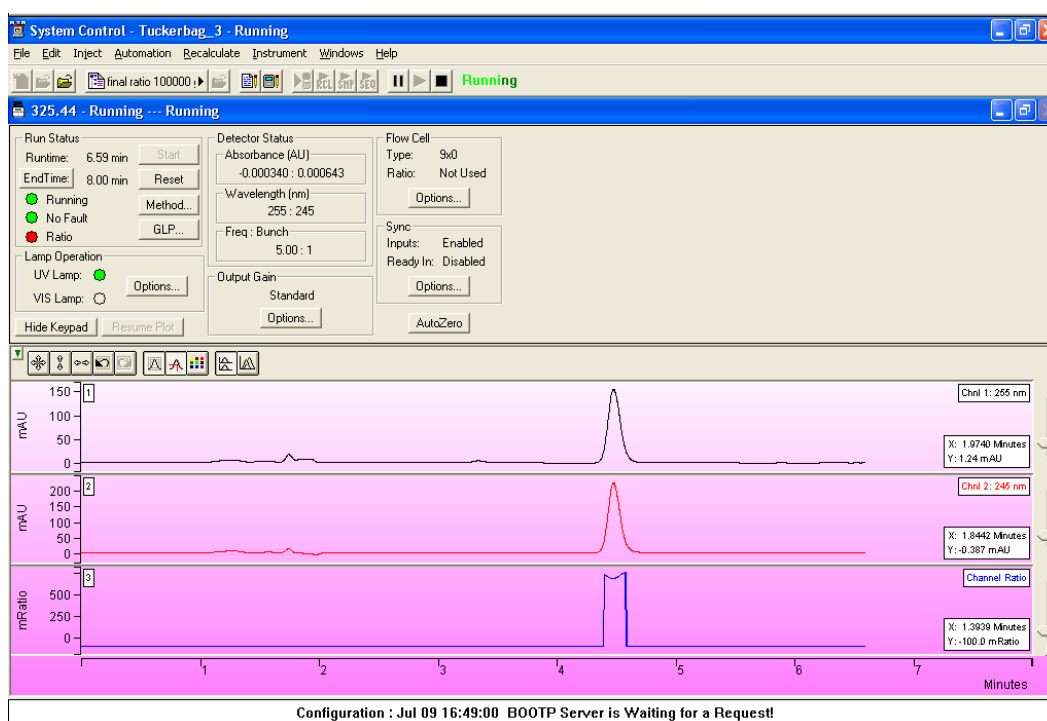 System Control - Tuckerbag_3 - Running
File Edit Inject Automation Recalculate Instrument Windows Help
final ratio 100000 RCL SMP SEQ Running
325.44 - Running --- Running
Run Status
Runtime: 6.59 min Start
EndTime: 8.00 min Reset
Running
Method...
No Fault
GLP...
Ratio
Lamp Operation
UV Lamp:
Options...
VIS Lamp:
Hide Keypad Resume Plot
Detector Status
Absorbance (AU)
-0.000340 : 0.000643
Wavelength (nm)
255 : 245
Freq : Bunch
5.00 : 1
Output Gain
Standard
Options...
Flow Cell
Type: 9x0
Ratio: Not Used
Options...
Sync
Inputs: Enabled
Ready In: Disabled
Options...
AutoZero
mAU
150
100
50
0
1
Chnl 1: 255 nm
X: 1.9740 Minutes
Y: 1.24 mAU
mAU
200
150
100
50
0
2
Chnl 2: 245 nm
X: 1.8442 Minutes
Y: -0.387 mAU
mRatio
500
250
0
3
Channel Ratio
X: 1.3939 Minutes
Y: -100.0 mRatio
1 2 3 4 5 6 7
Minutes
Configuration : Jul 09 16:49:00 BOOTP Server is Waiting for a Request!